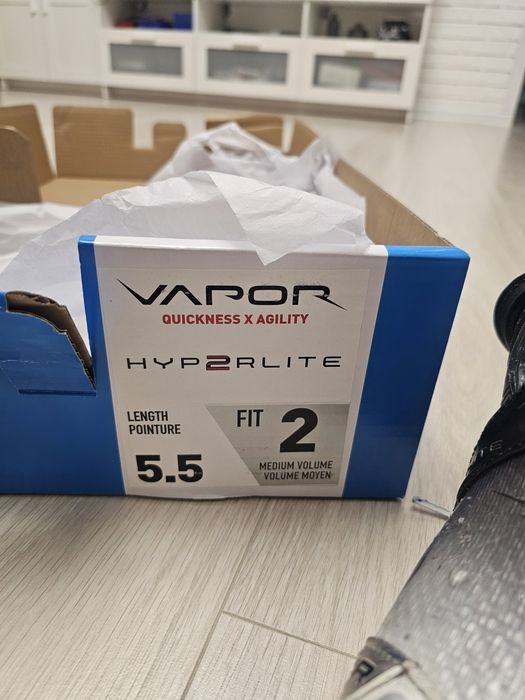 VAPOR
QUICKNESS X AGILITY
HYP2RLITE
LENGTH
POINTURE
5.5
FIT 2
MEDIUM VOLUME
VOLUME MOYEN